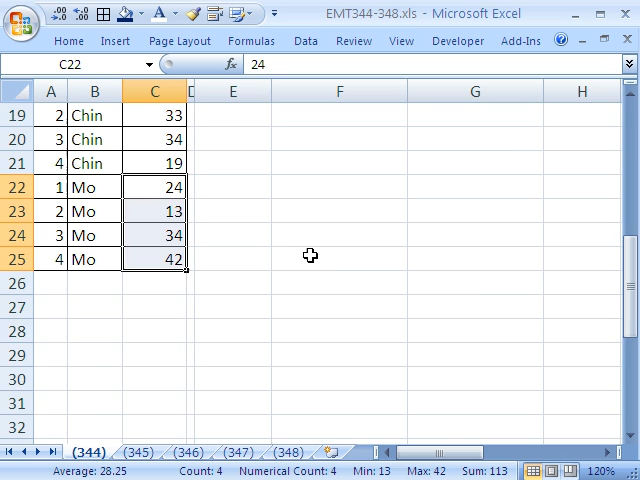 EMT344-348.xls - Microsoft Excel
Home Insert Page Layout Formulas Data Review View Developer Add-Ins
C22 fx 24
A B C D E F G H
19 2 Chin 33
20 3 Chin 34
21 4 Chin 19
22 1 Mo 24
23 2 Mo 13
24 3 Mo 34
25 4 Mo 42
26
27
28
29
30
31
32
(344) (345) (346) (347) (348)
Average: 28.25 Count: 4 Numerical Count: 4 Min: 13 Max: 42 Sum: 113 120%